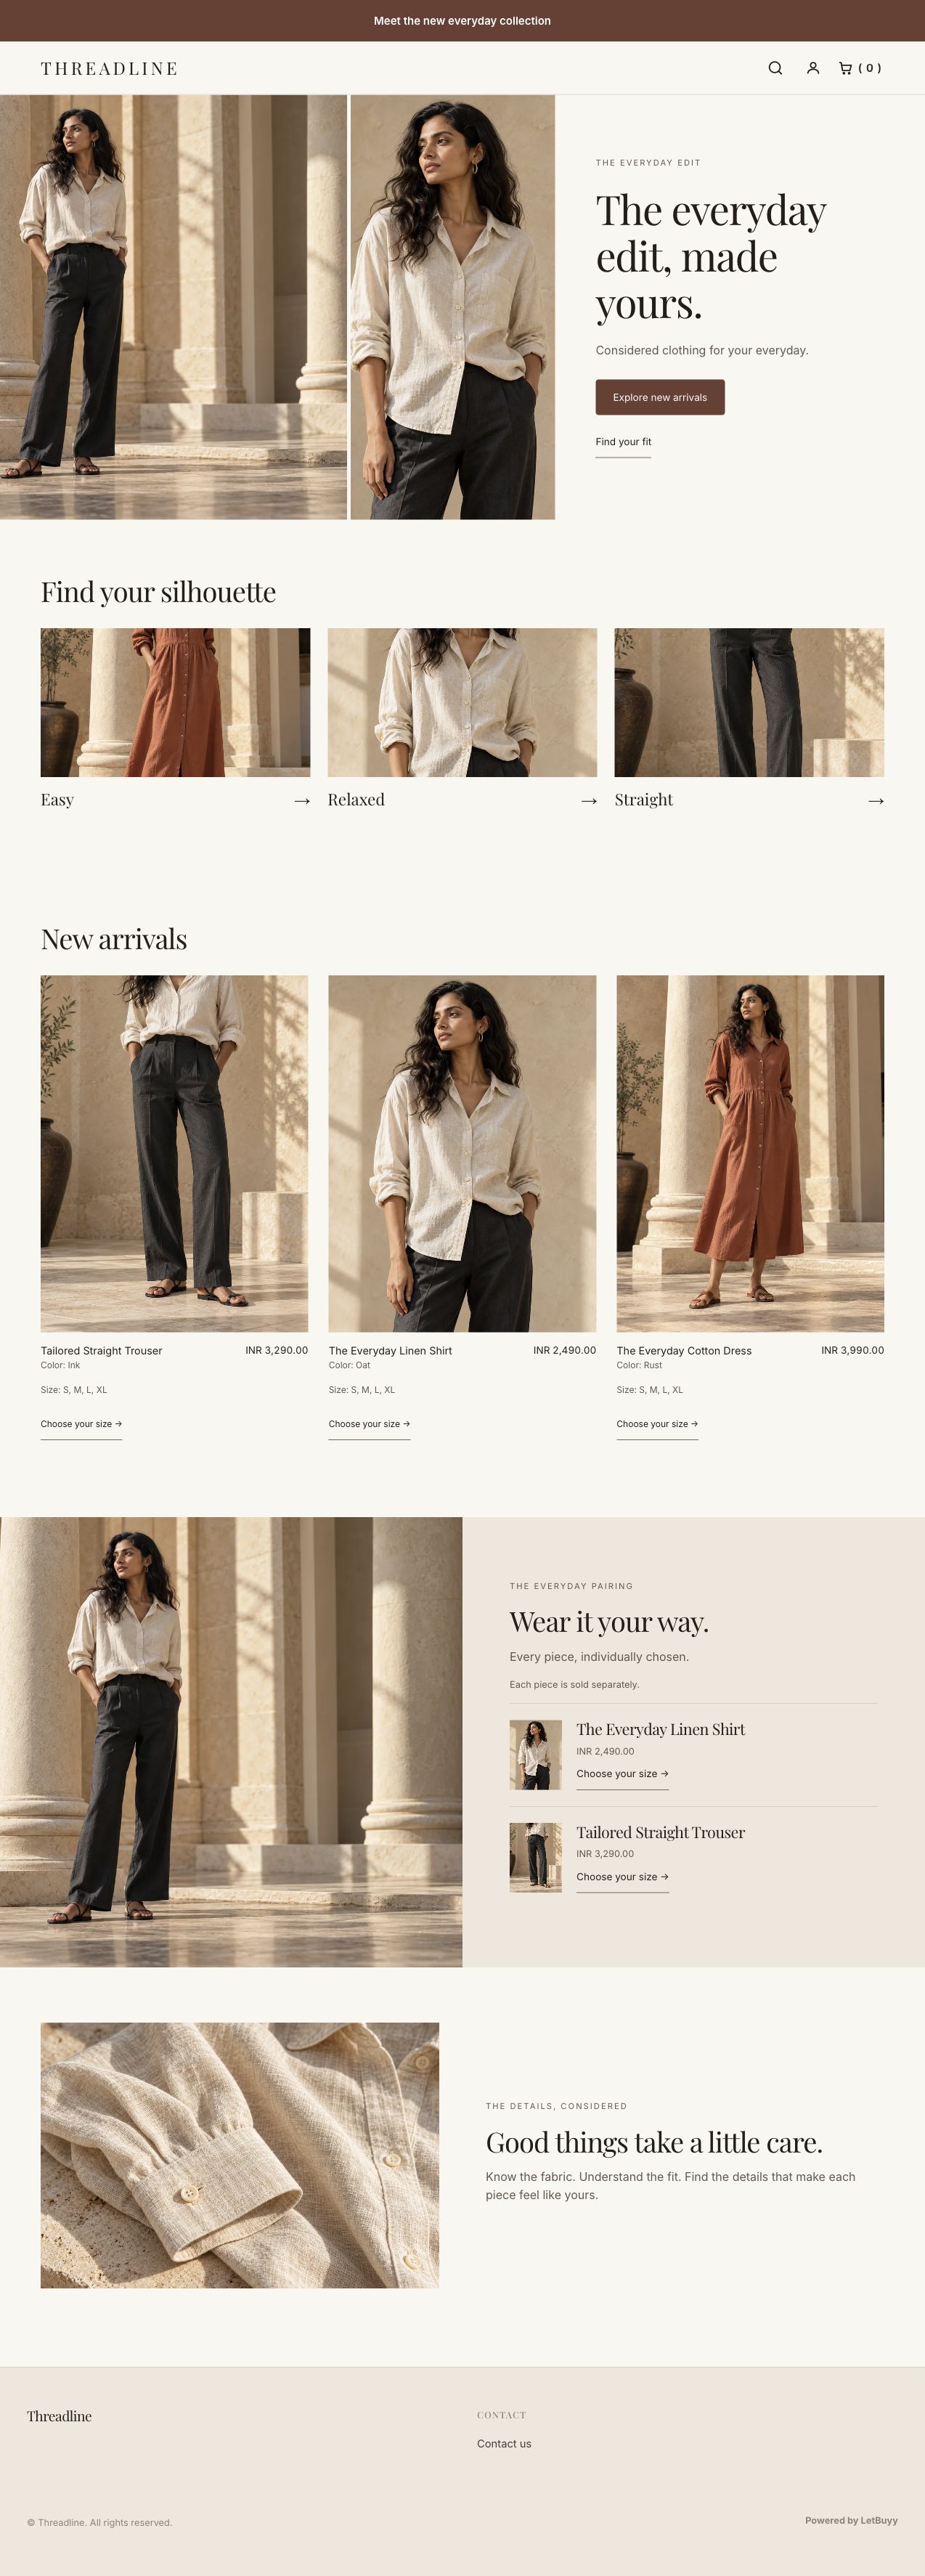 Meet the new everyday collection
THREADLINE
( 0 )
THE EVERYDAY EDIT
The everyday
edit, made
yours.
Considered clothing for your everyday.
Explore new arrivals
Find your fit
Find your silhouette
Easy →
Relaxed →
Straight →
New arrivals
Tailored Straight Trouser INR 3,290.00
Color: Ink
Size: S, M, L, XL
Choose your size →
The Everyday Linen Shirt INR 2,490.00
Color: Oat
Size: S, M, L, XL
Choose your size →
The Everyday Cotton Dress INR 3,990.00
Color: Rust
Size: S, M, L, XL
Choose your size →
THE EVERYDAY PAIRING
Wear it your way.
Every piece, individually chosen.
Each piece is sold separately.
The Everyday Linen Shirt
INR 2,490.00
Choose your size →
Tailored Straight Trouser
INR 3,290.00
Choose your size →
THE DETAILS, CONSIDERED
Good things take a little care.
Know the fabric. Understand the fit. Find the details that make each
piece feel like yours.
Threadline
CONTACT
Contact us
© Threadline. All rights reserved.
Powered by LetBuyy